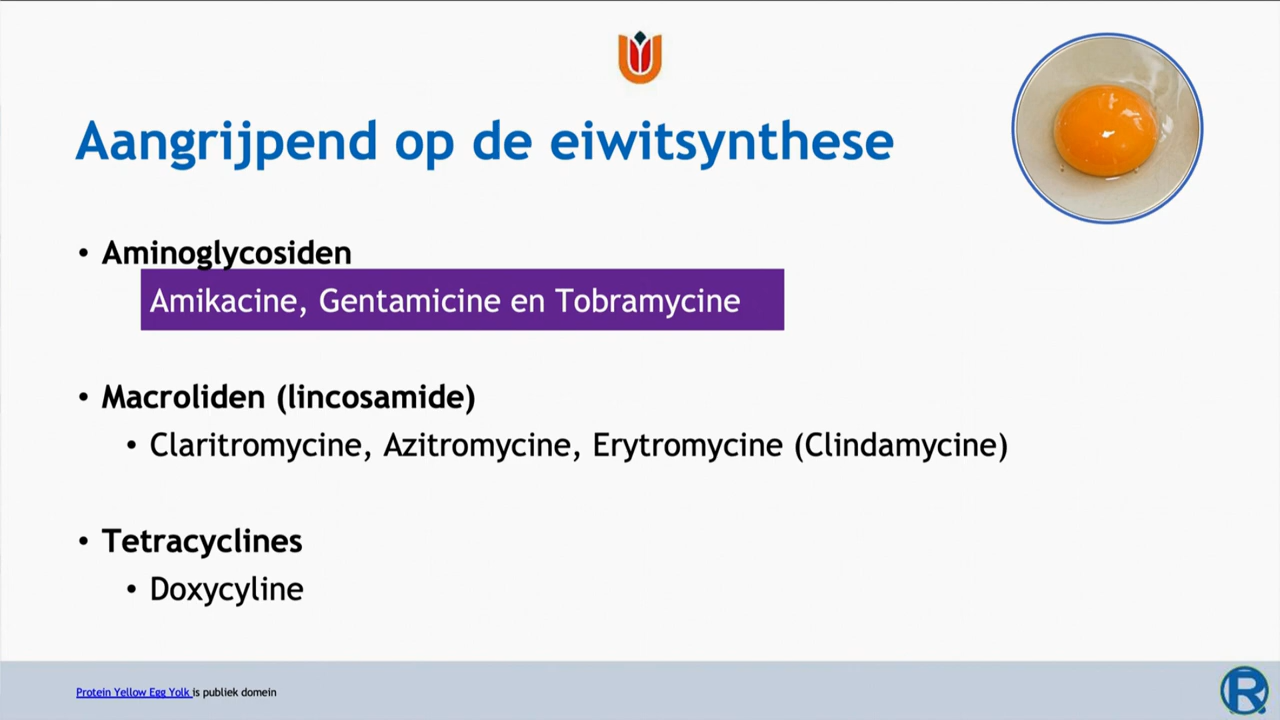 Aangrijpend op de eiwitsynthese
• Aminoglycosiden
Amikacine, Gentamicine en Tobramycine
• Macroliden (lincosamide)
• Claritromycine, Azitromycine, Erytromycine (Clindamycine)
• Tetracyclines
• Doxycyline
Protein Yellow Egg Yolk is publiek domein
R